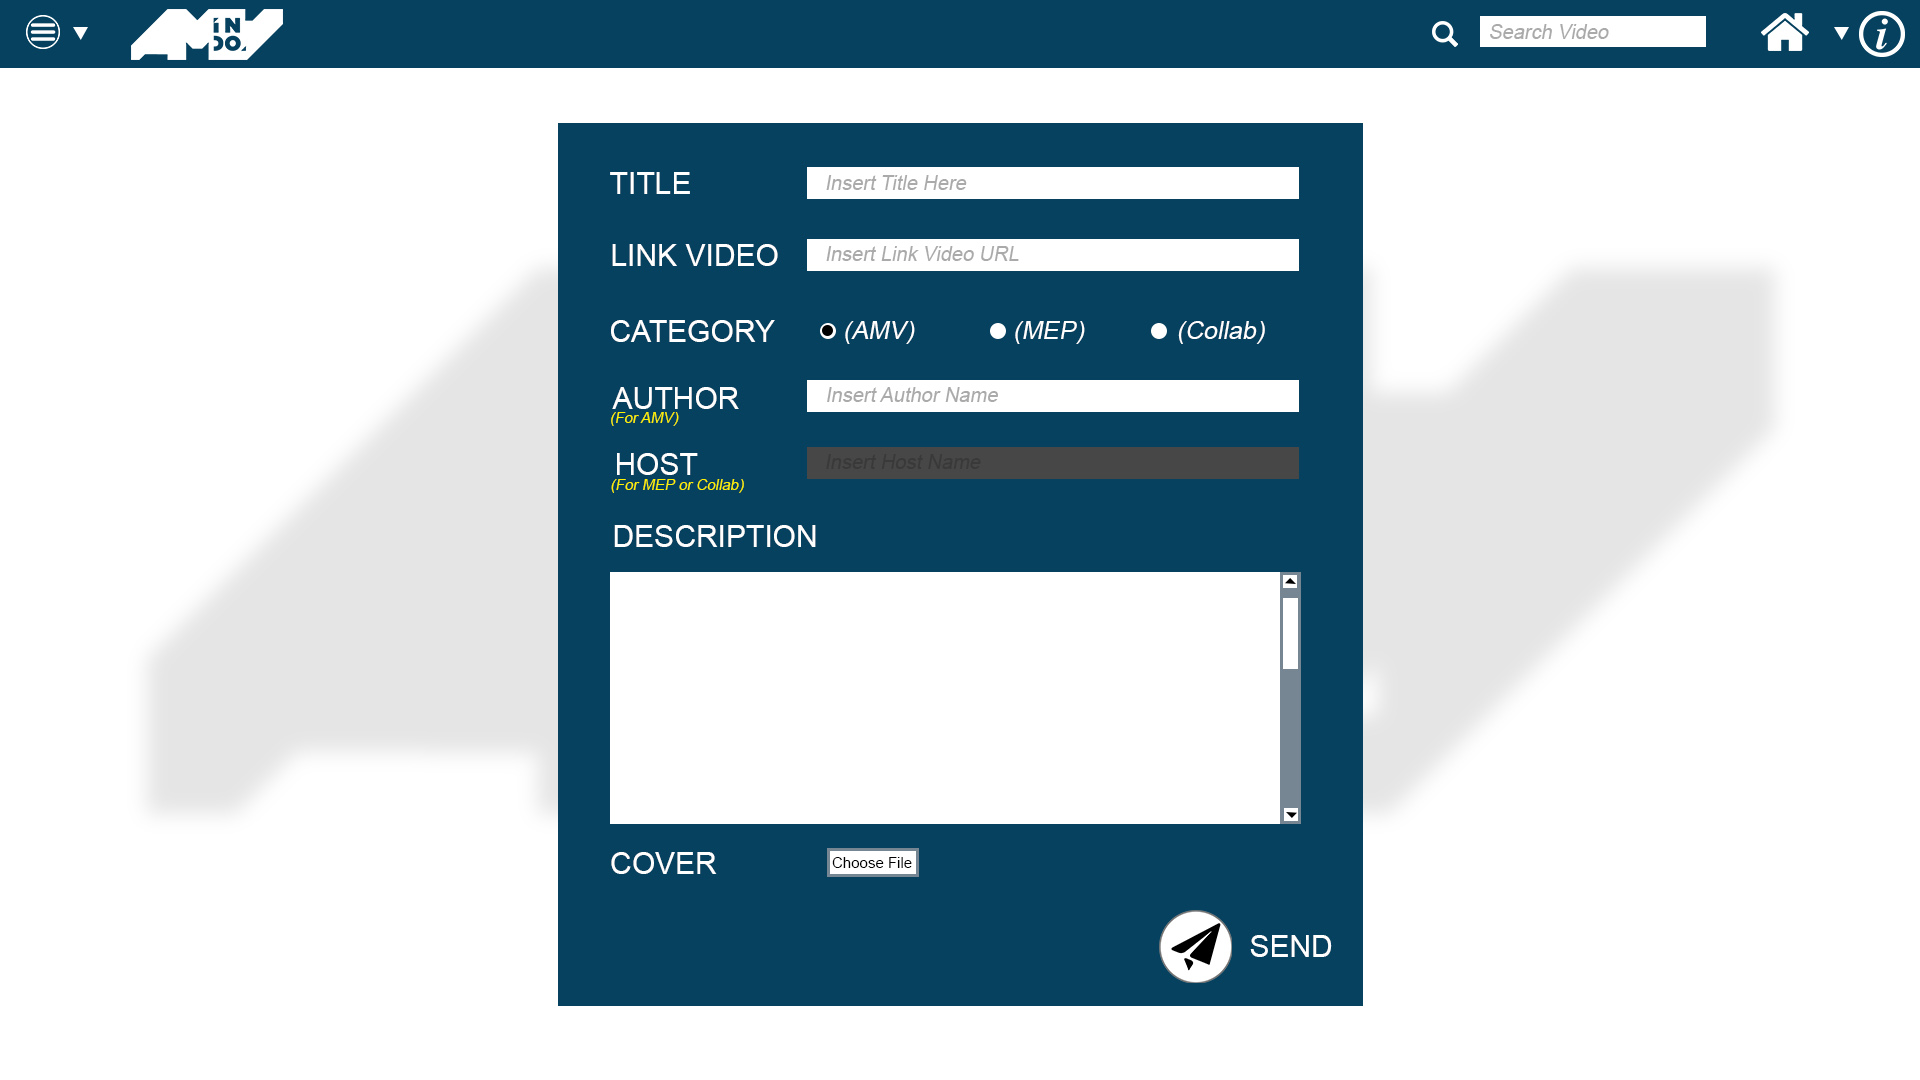 AMV INDO.
Search Video
i
TITLE
Insert Title Here
LINK VIDEO
Insert Link Video URL
CATEGORY
(AMV)
(MEP)
(Collab)
AUTHOR
Insert Author Name
(For AMV)
HOST
Insert Host Name
(For MEP or Collab)
DESCRIPTION
COVER
Choose File
SEND